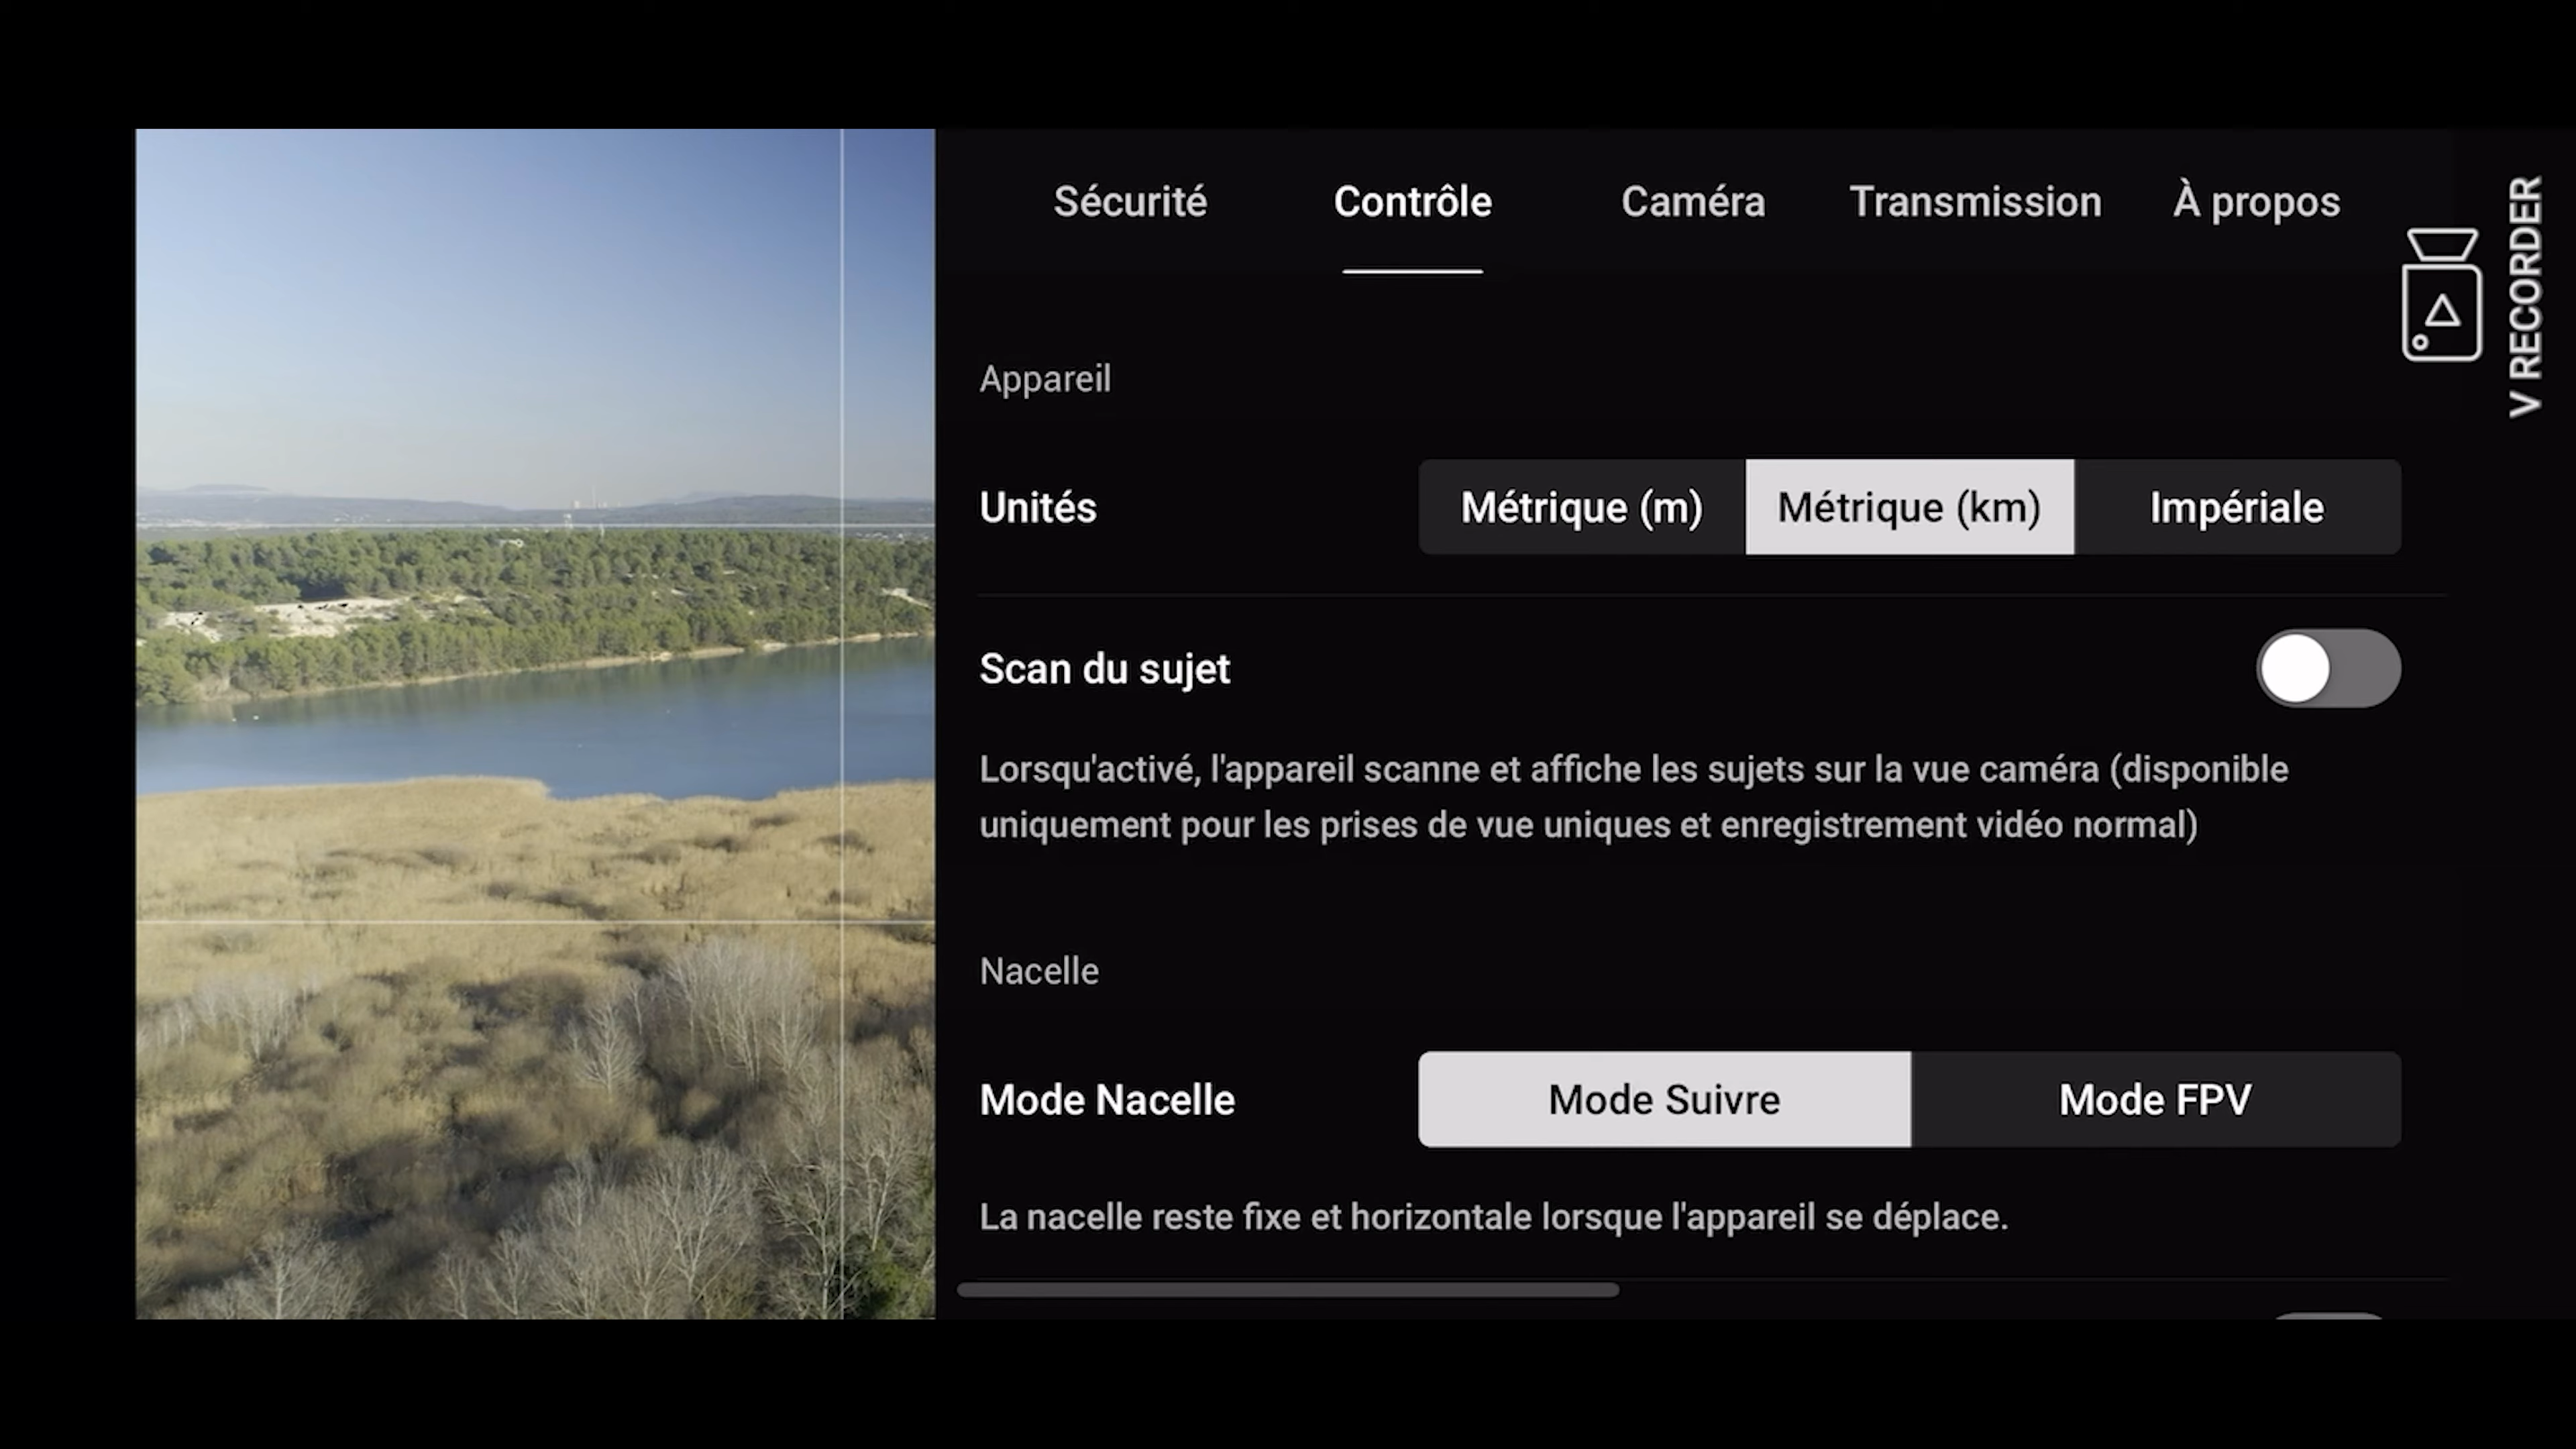 Sécurité Contrôle Caméra Transmission À propos
V RECORDER
Appareil
Unités Métrique (m) Métrique (km) Impériale
Scan du sujet
Lorsqu'activé, l'appareil scanne et affiche les sujets sur la vue caméra (disponible
uniquement pour les prises de vue uniques et enregistrement vidéo normal)
Nacelle
Mode Nacelle Mode Suivre Mode FPV
La nacelle reste fixe et horizontale lorsque l'appareil se déplace.